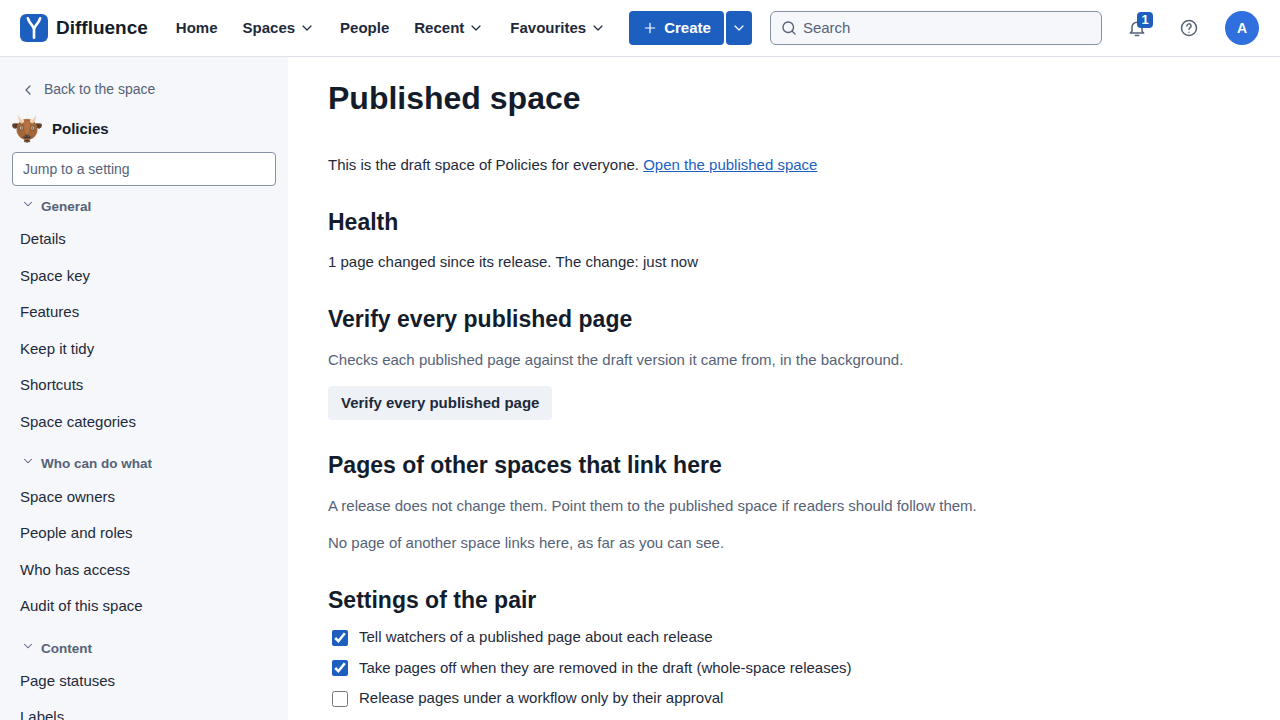 Diffluence
Home
Spaces
People
Recent
Favourites
Create
Search
1
A
Back to the space
Policies
Jump to a setting
General
Details
Space key
Features
Keep it tidy
Shortcuts
Space categories
Who can do what
Space owners
People and roles
Who has access
Audit of this space
Content
Page statuses
Labels
Published space
This is the draft space of Policies for everyone. Open the published space
Health
1 page changed since its release. The change: just now
Verify every published page
Checks each published page against the draft version it came from, in the background.
Verify every published page
Pages of other spaces that link here
A release does not change them. Point them to the published space if readers should follow them.
No page of another space links here, as far as you can see.
Settings of the pair
Tell watchers of a published page about each release
Take pages off when they are removed in the draft (whole-space releases)
Release pages under a workflow only by their approval